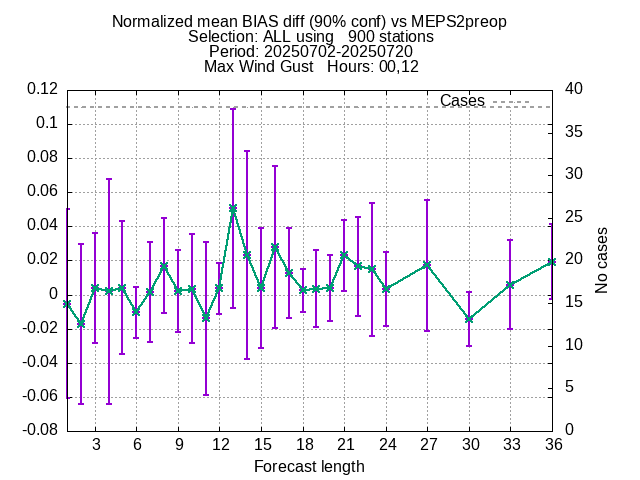 Normalized mean BIAS diff (90% conf) vs MEPS2preop
Selection: ALL using   900 stations
Period: 20250702-20250720
Max Wind Gust   Hours: 00,12
Cases
0.12
0.1
0.08
0.06
0.04
0.02
0
-0.02
-0.04
-0.06
-0.08
40
35
30
25
20
15
10
5
0
No cases
3 6 9 12 15 18 21 24 27 30 33 36
Forecast length